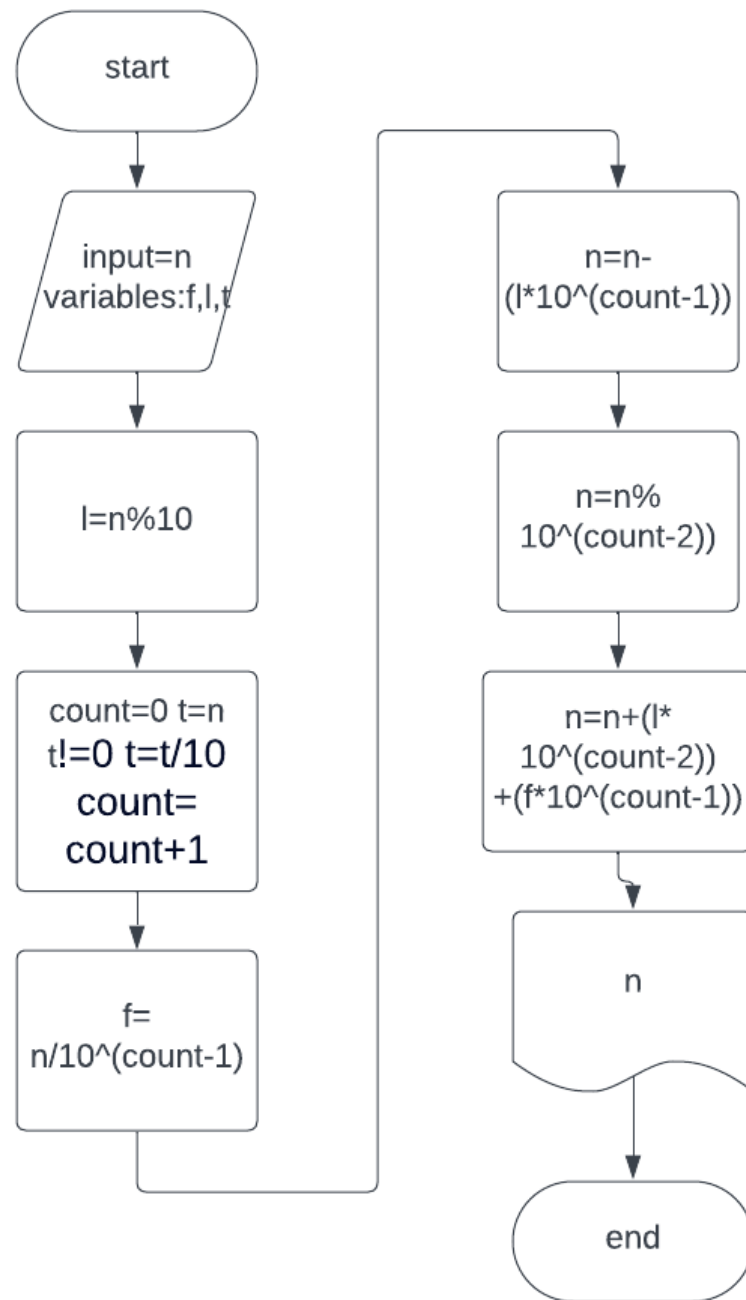 start
input=n
variables:f,l,t
l=n%10
count=0 t=n
t!=0 t=t/10
count=
count+1
f=
n/10^(count-1)
n=n-
(l*10^(count-1))
n=n%
10^(count-2))
n=n+(l*
10^(count-2))
+(f*10^(count-1))
n
end